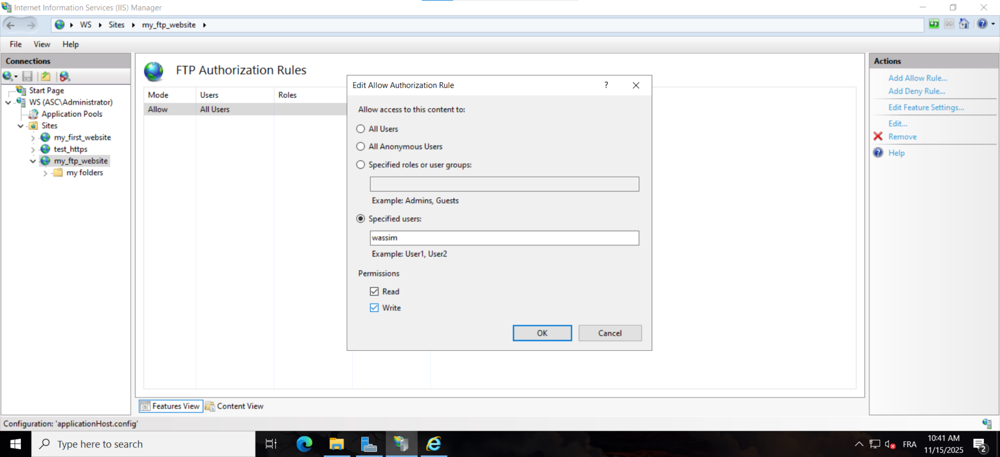 Internet Information Services (IIS) Manager
WS Sites my_ftp_website
File View Help
Connections
Start Page
WS (ASC\Administrator)
Application Pools
Sites
my_first_website
test_https
my_ftp_website
my folders
FTP Authorization Rules
Mode Users Roles
Allow All Users
Edit Allow Authorization Rule ?
Allow access to this content to:
All Users
All Anonymous Users
Specified roles or user groups:
Example: Admins, Guests
Specified users:
wassim
Example: User1, User2
Permissions
Read
Write
OK Cancel
Actions
Add Allow Rule...
Add Deny Rule...
Edit Feature Settings...
Edit...
Remove
Help
Features View Content View
Configuration: 'applicationHost.config'
Type here to search
FRA
10:41 AM
11/15/2025
2